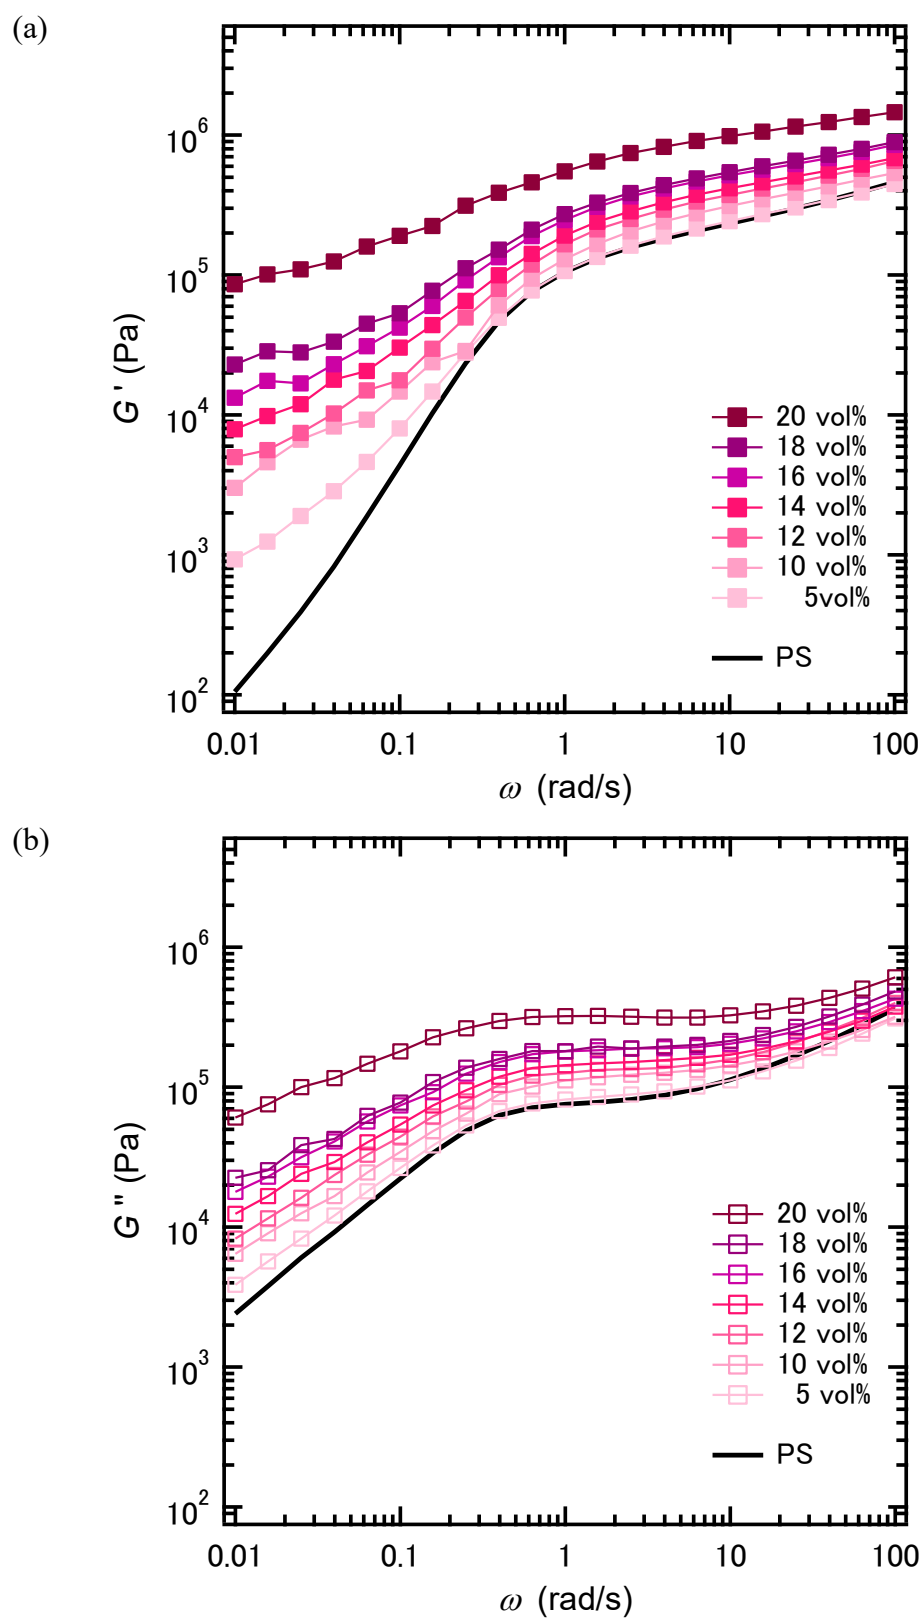 (a)
10^6
10^5
10^4
10^3
10^2
G ' (Pa)
20 vol%
18 vol%
16 vol%
14 vol%
12 vol%
10 vol%
5vol%
PS
0.01 0.1 1 10 100
ω (rad/s)
(b)
10^6
10^5
10^4
10^3
10^2
G " (Pa)
20 vol%
18 vol%
16 vol%
14 vol%
12 vol%
10 vol%
5 vol%
PS
0.01 0.1 1 10 100
ω (rad/s)